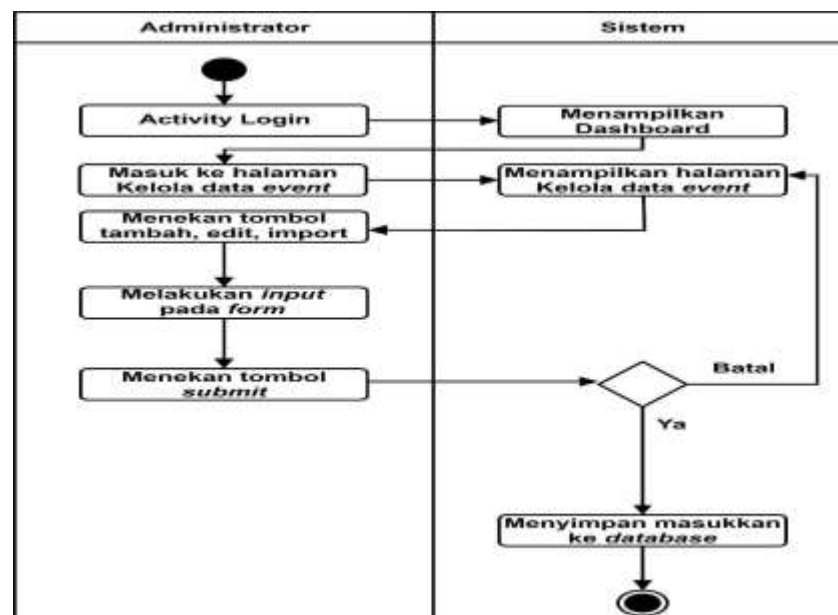 Administrator
Sistem
Activity Login
Menampilkan
Dashboard
Masuk ke halaman
Kelola data event
Menampilkan halaman
Kelola data event
Menekan tombol
tambah, edit, import
Melakukan input
pada form
Menekan tombol
submit
Batal
Ya
Menyimpan masukkan
ke database